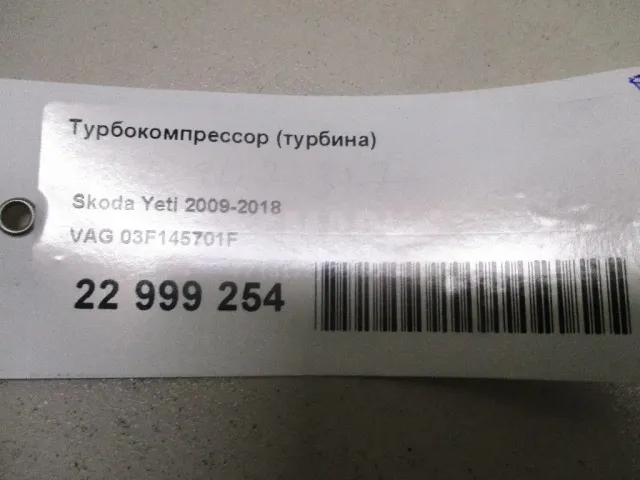 Турбокомпрессор (турбина)
Skoda Yeti 2009-2018
VAG 03F145701F
22 999 254